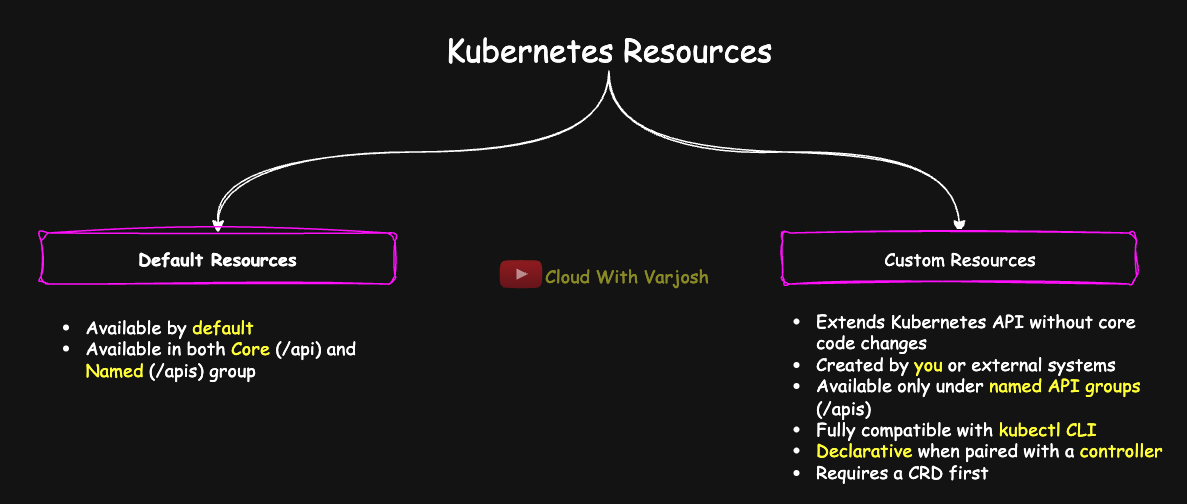 Kubernetes Resources
Default Resources
Custom Resources
Cloud With Varjosh
• Available by default
• Available in both Core (/api) and
Named (/apis) group
• Extends Kubernetes API without core
code changes
• Created by you or external systems
• Available only under named API groups
(/apis)
• Fully compatible with kubectl CLI
• Declarative when paired with a controller
• Requires a CRD first